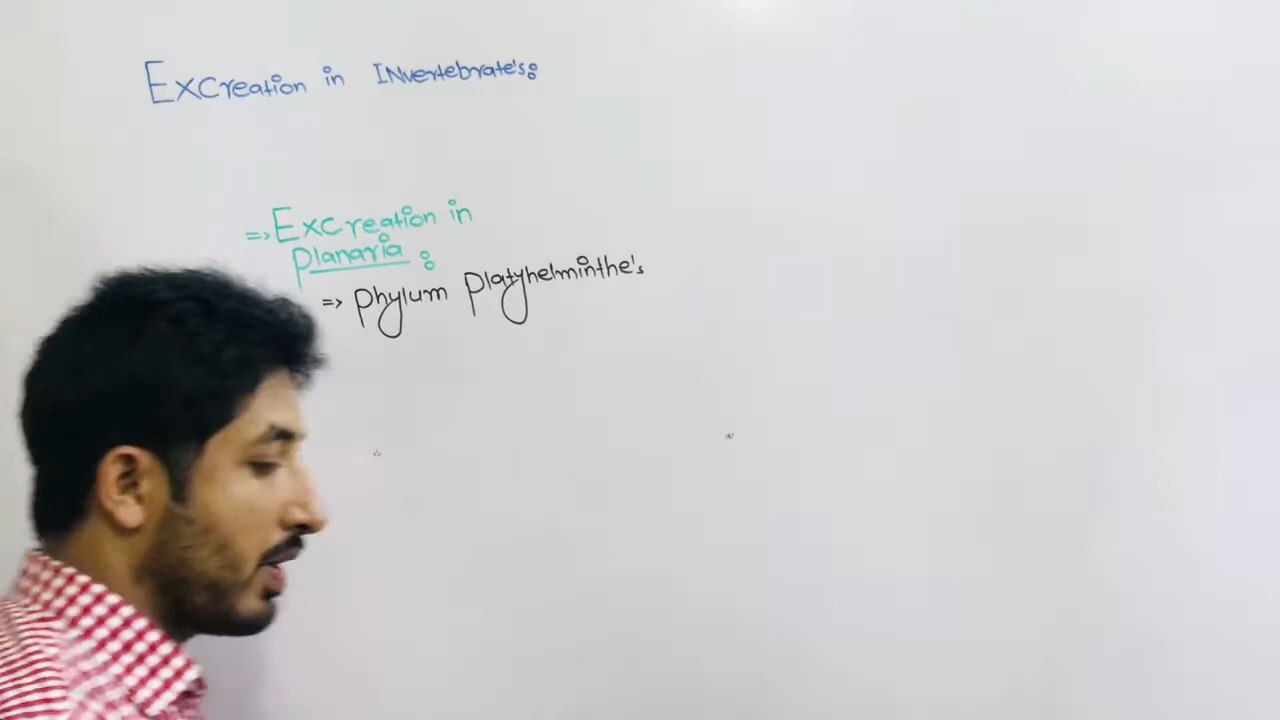 Excreation in INvertebrate's:
=> Excreation in
Planaria :
=> Phylum Platyhelminthe's